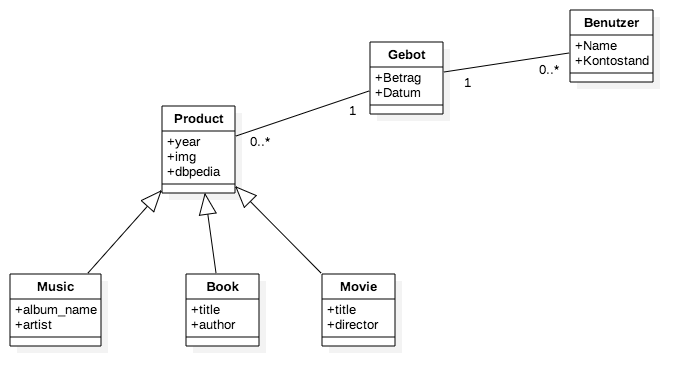 Benutzer
+Name
+Kontostand
Gebot
+Betrag
+Datum
1
0..*
1
0..*
Product
+year
+img
+dbpedia
Music
+album_name
+artist
Book
+title
+author
Movie
+title
+director